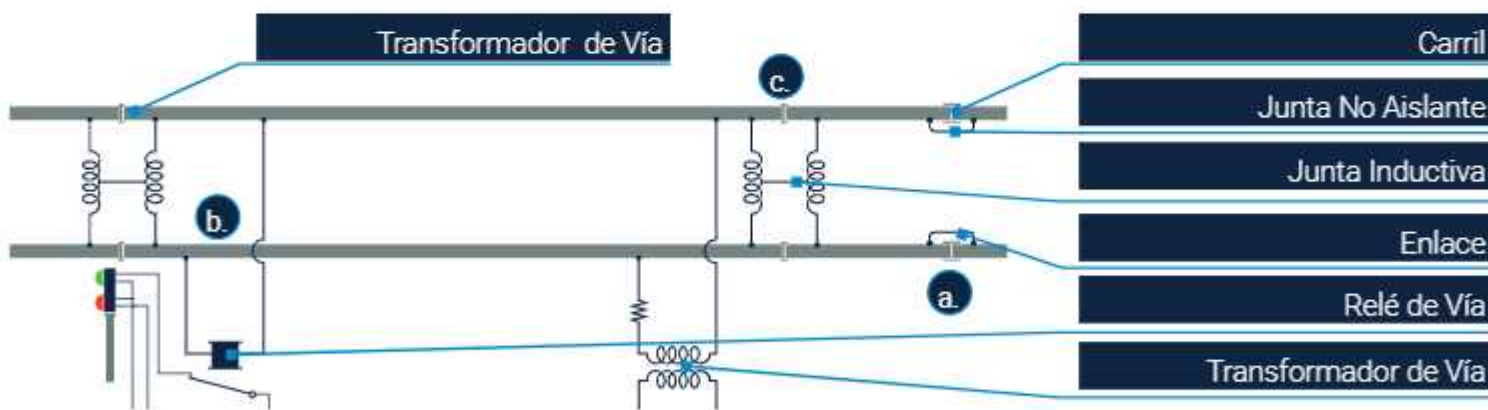 Transformador de Vía
Carril
c.
Junta No Aislante
Junta Inductiva
b.
Enlace
a.
Relé de Vía
Transformador de Vía